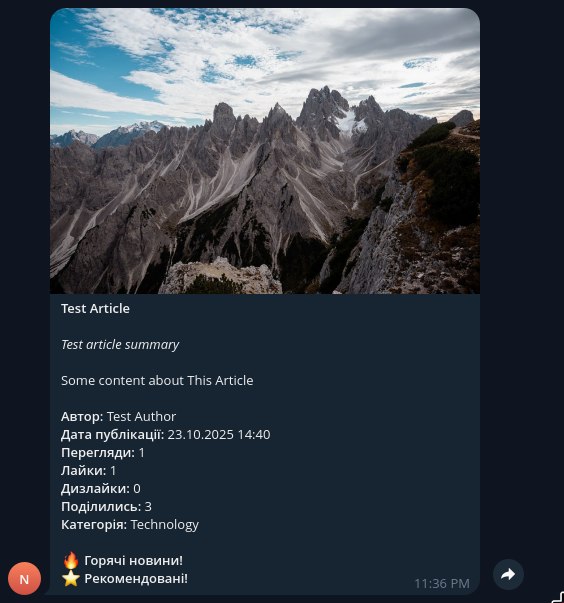 Test Article
Test article summary
Some content about This Article
Автор: Test Author
Дата публікації: 23.10.2025 14:40
Перегляди: 1
Лайки: 1
Дизлайки: 0
Поділились: 3
Категорія: Technology
🔥 Горячі новини!
⭐ Рекомендовані!
N
11:36 PM